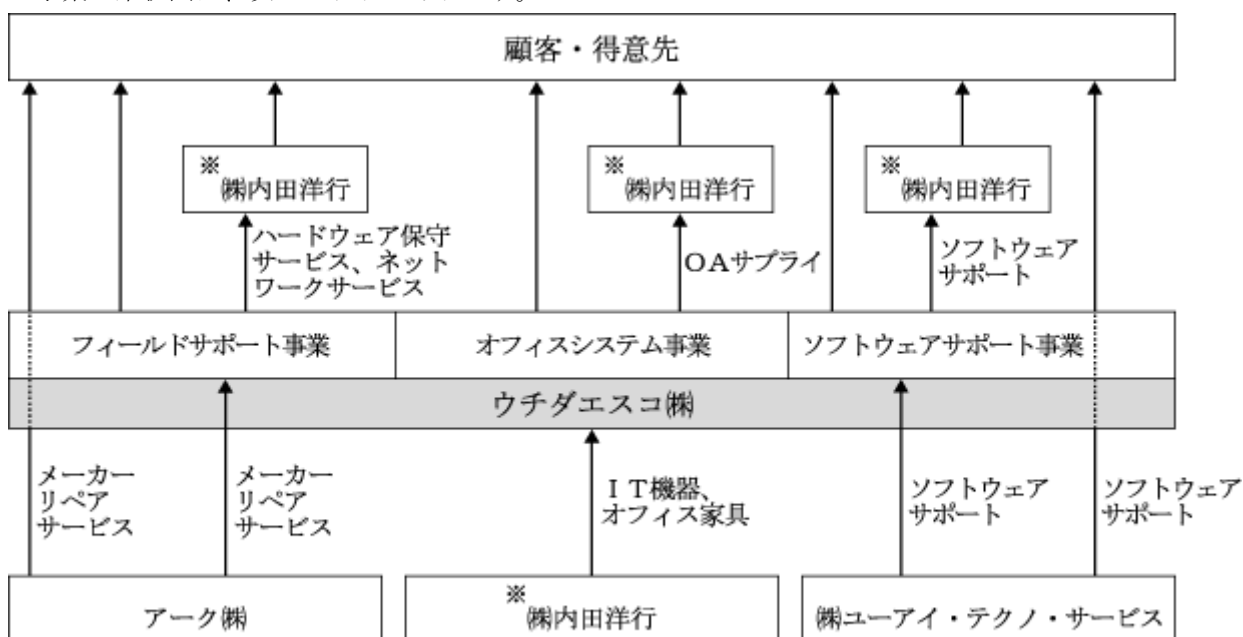 顧客・得意先
※
㈱内田洋行
※
㈱内田洋行
※
㈱内田洋行
ハードウェア保守
サービス、ネット
ワークサービス
OAサプライ
ソフトウェア
サポート
フィールドサポート事業
オフィスシステム事業
ソフトウェアサポート事業
ウチダエスコ㈱
メーカー
リペア
サービス
メーカー
リペア
サービス
IT機器、
オフィス家具
ソフトウェア
サポート
ソフトウェア
サポート
アーク㈱
※
㈱内田洋行
㈱ユーアイ・テクノ・サービス